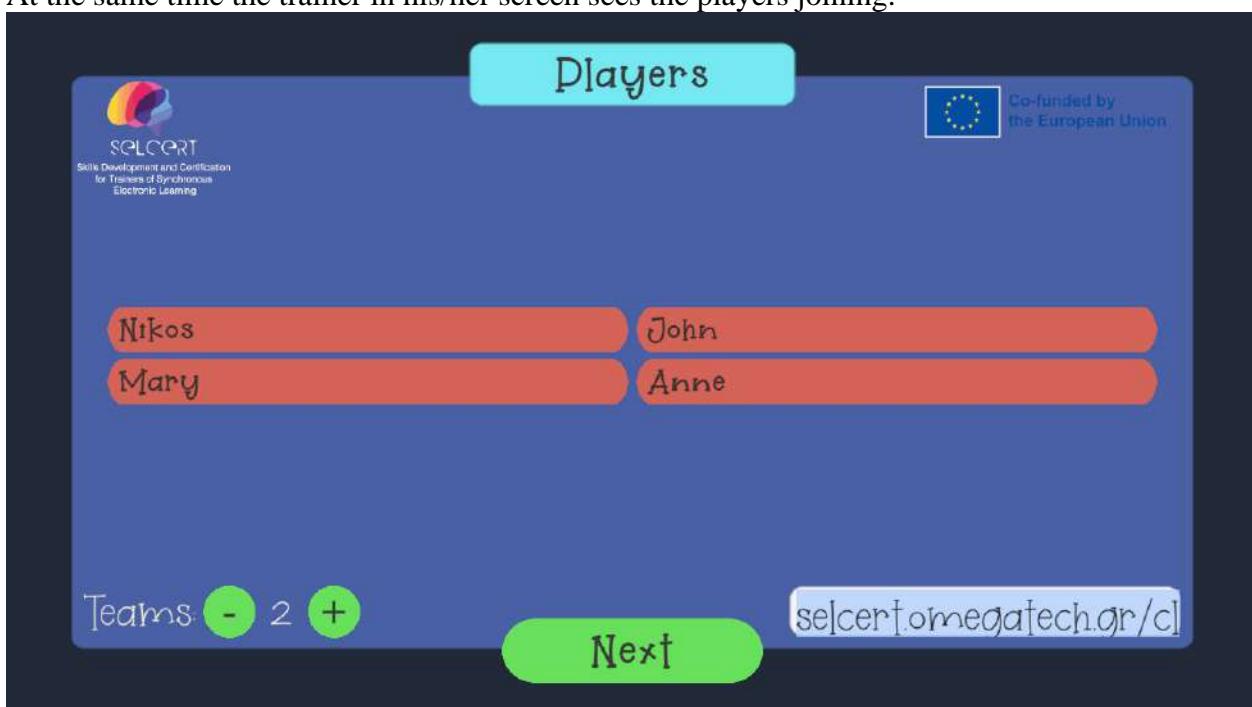 At the same time the trainer in his/her screen sees the players joining:
Players
SELCERT
Skills Development and Certification
for Trainers of Synchronous
Electronic Learning
Co-funded by
the European Union
Nikos
John
Mary
Anne
Teams: - 2 +
selcert.omegatech.gr/cl
Next